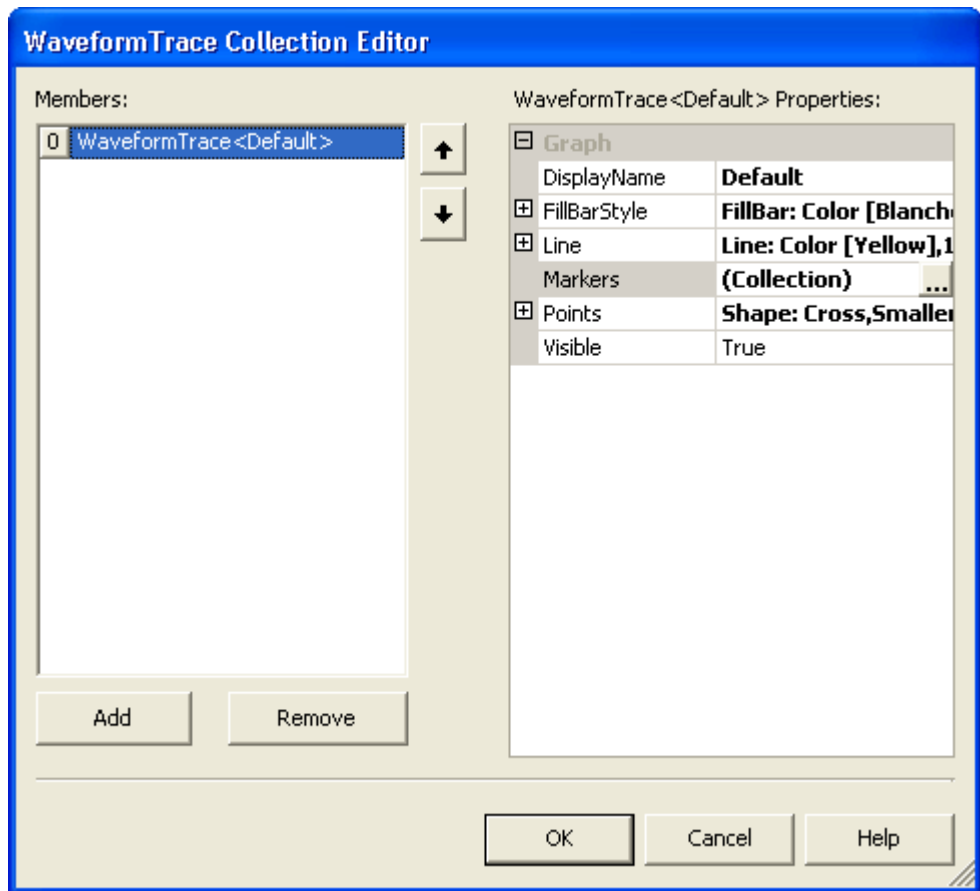 WaveformTrace Collection Editor
Members:
0 WaveformTrace<Default>
Add
Remove
WaveformTrace<Default> Properties:
Graph
DisplayName Default
FillBarStyle FillBar: Color [Blanch
Line Line: Color [Yellow],1
Markers (Collection) ...
Points Shape: Cross,Smaller
Visible True
OK
Cancel
Help